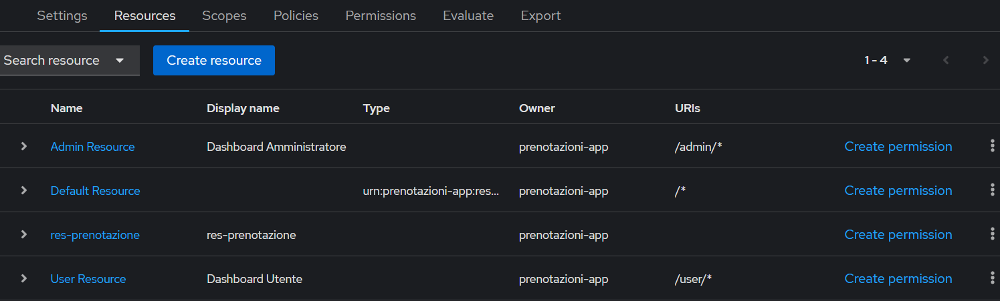 Settings Resources Scopes Policies Permissions Evaluate Export
Search resource Create resource 1 - 4
Name Display name Type Owner URIs
Admin Resource Dashboard Amministratore prenotazioni-app /admin/* Create permission
Default Resource urn:prenotazioni-app:res... prenotazioni-app /* Create permission
res-prenotazione res-prenotazione prenotazioni-app Create permission
User Resource Dashboard Utente prenotazioni-app /user/* Create permission